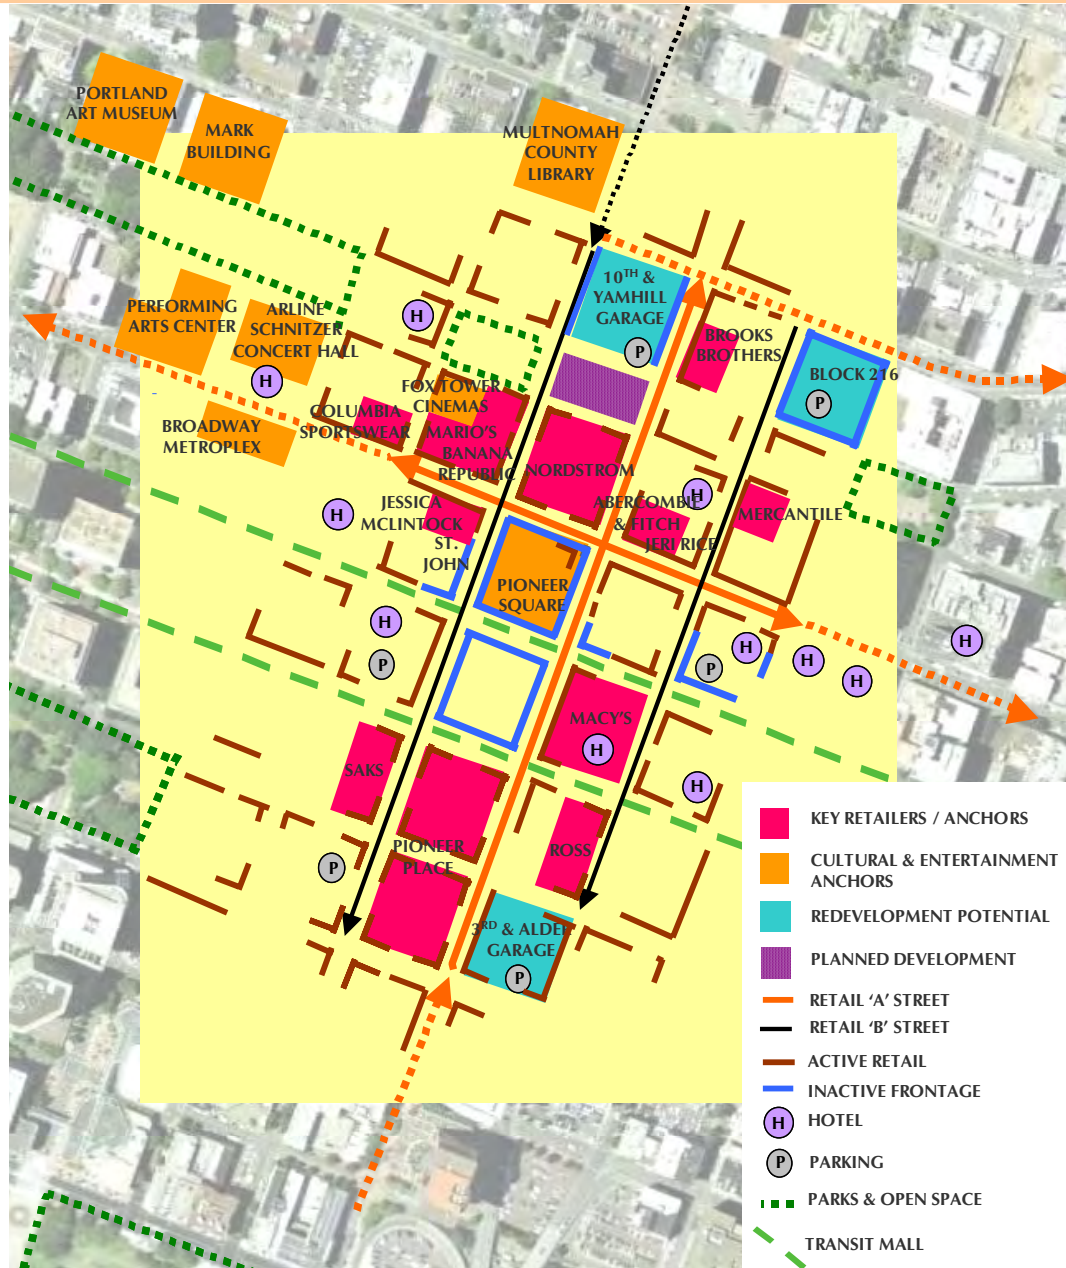 PORTLAND
ART MUSEUM
MARK
BUILDING
MULTNOMAH
COUNTY
LIBRARY
10TH &
YAMHILL
GARAGE
P
PERFORMING
ARTS CENTER
ARLINE
SCHNITZER
CONCERT HALL
H
H
BROOKS
BROTHERS
BLOCK 216
P
FOX TOWER
CINEMAS
COLUMBIA
SPORTSWEAR
BROADWAY
METROPLEX
MARIO'S
BANANA
REPUBLIC
NORDSTROM
H
ABERCOMBIE
& FITCH
JERI RICE
MERCANTILE
H
JESSICA
MCLINTOCK
ST.
JOHN
PIONEER
SQUARE
H
P
P
H
H
H
H
MACY'S
H
H
SAKS
PIONEER
PLACE
ROSS
P
3RD & ALDER
GARAGE
P
KEY RETAILERS / ANCHORS
CULTURAL & ENTERTAINMENT
ANCHORS
REDEVELOPMENT POTENTIAL
PLANNED DEVELOPMENT
RETAIL ‘A’ STREET
RETAIL ‘B’ STREET
ACTIVE RETAIL
INACTIVE FRONTAGE
H HOTEL
P PARKING
PARKS & OPEN SPACE
TRANSIT MALL